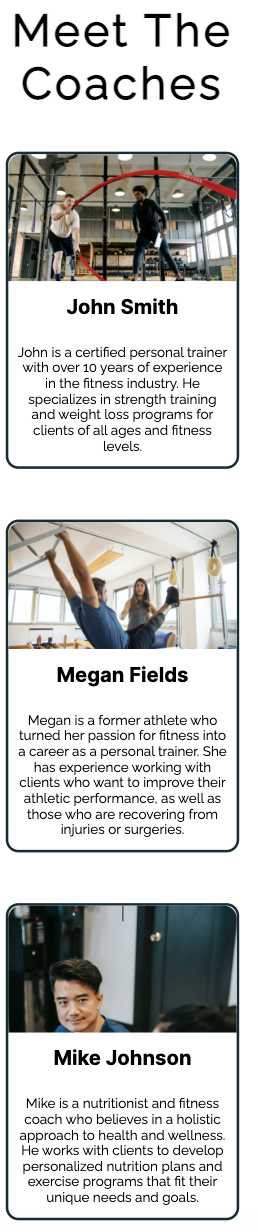 Meet The
Coaches
John Smith
John is a certified personal trainer
with over 10 years of experience
in the fitness industry. He
specializes in strength training
and weight loss programs for
clients of all ages and fitness
levels.
Megan Fields
Megan is a former athlete who
turned her passion for fitness into
a career as a personal trainer. She
has experience working with
clients who want to improve their
athletic performance, as well as
those who are recovering from
injuries or surgeries.
Mike Johnson
Mike is a nutritionist and fitness
coach who believes in a holistic
approach to health and wellness.
He works with clients to develop
personalized nutrition plans and
exercise programs that fit their
unique needs and goals.